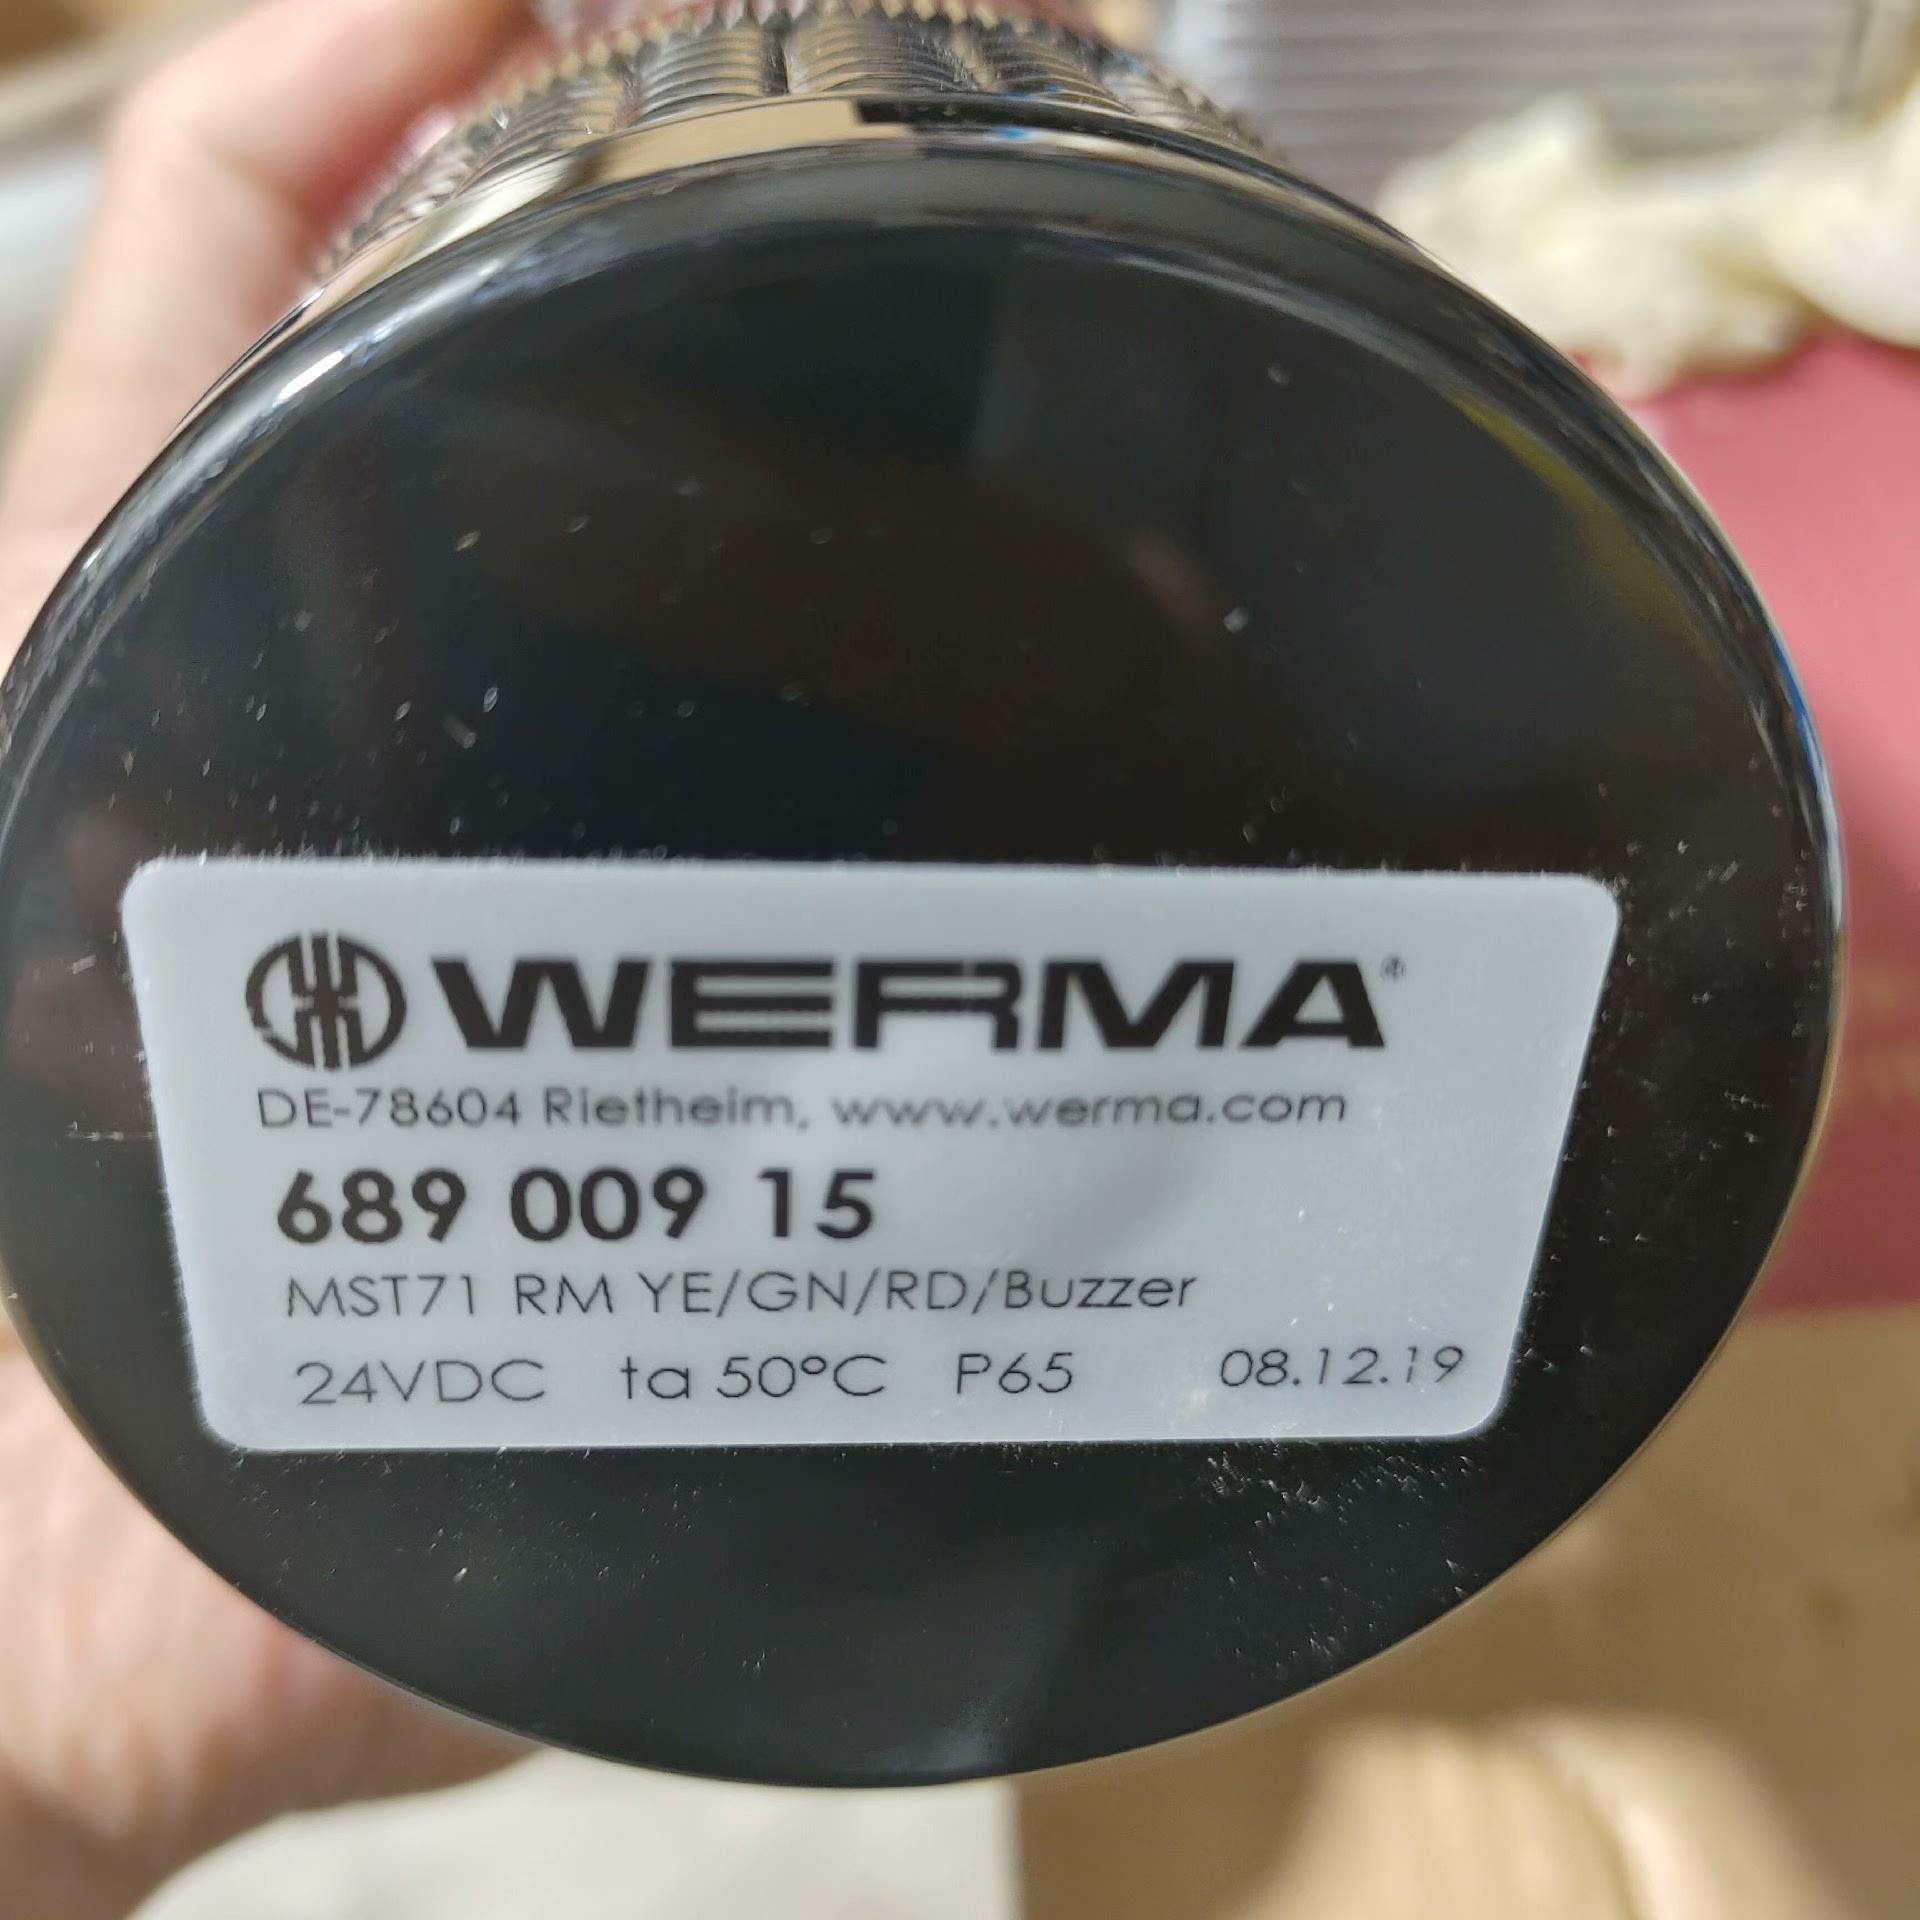 WERMA®
DE-78604 Rietheim, www.werma.com
689 009 15
MST71 RM YE/GN/RD/Buzzer
24VDC ta 50°C P65 08.12.19